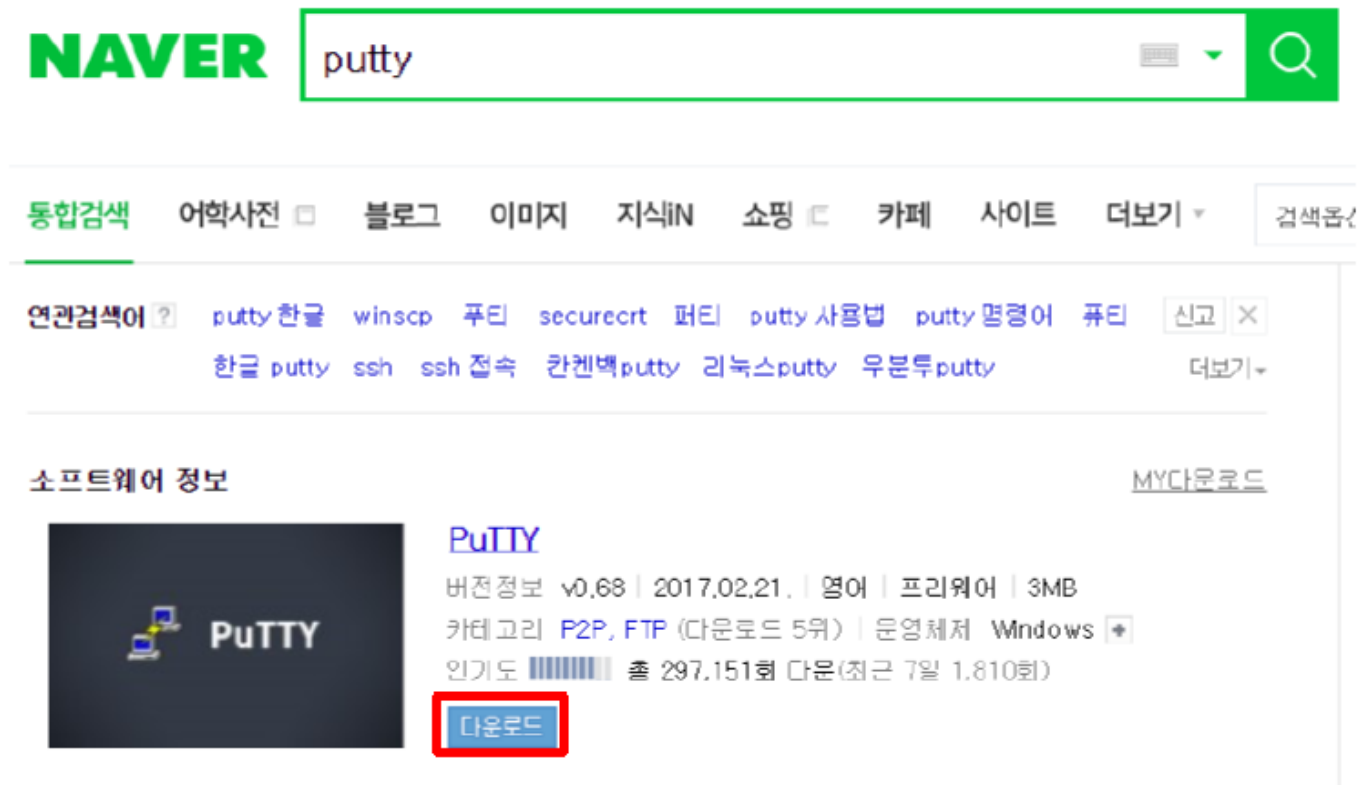 NAVER putty
통합검색 어학사전 블로그 이미지 지식iN 쇼핑 카페 사이트 더보기 검색옵션
연관검색어 ? putty 한글 winscp 푸티 securecrt 퍼티 putty 사용법 putty 명령어 퓨티 신고
한글 putty ssh ssh 접속 칸켄백putty 리눅스putty 우분투putty 더보기
소프트웨어 정보 MY다운로드
PuTTY
PuTTY
버전정보 v0.68 2017.02.21. 영어 프리웨어 3MB
카테고리 P2P, FTP (다운로드 5위) 운영체제 Windows
인기도 총 297,151회 다운(최근 7일 1,810회)
다운로드